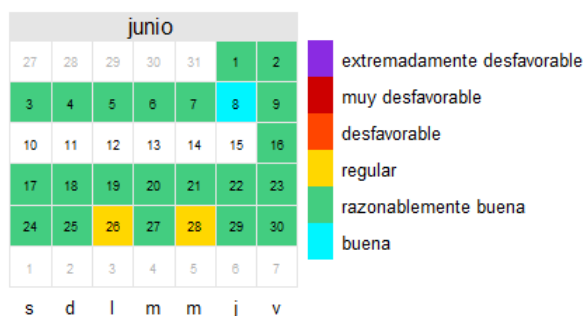 junio
27 28 29 30 31 1 2
3 4 5 6 7 8 9
10 11 12 13 14 15 16
17 18 19 20 21 22 23
24 25 26 27 28 29 30
1 2 3 4 5 6 7
s d l m m j v
extremadamente desfavorable
muy desfavorable
desfavorable
regular
razonablemente buena
buena